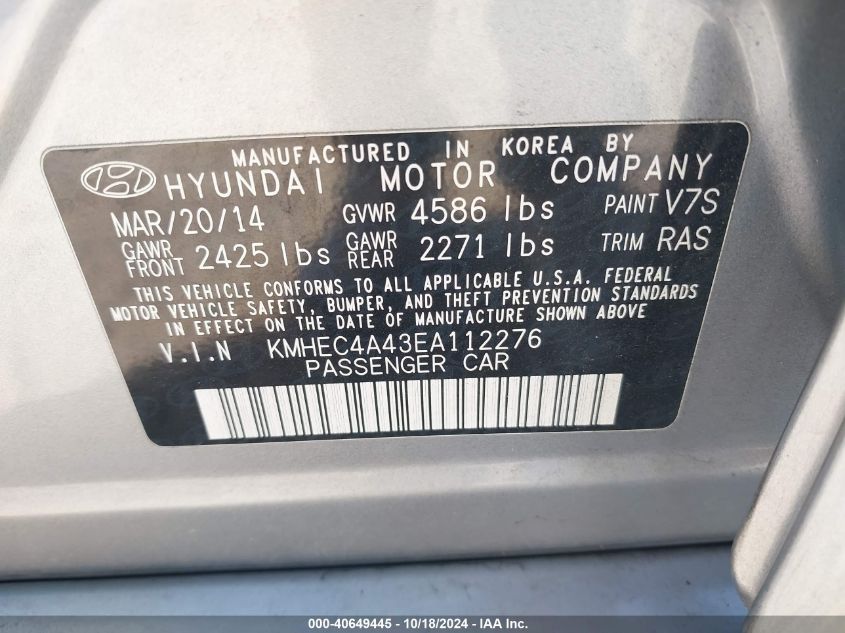 MANUFACTURED IN KOREA BY
HYUNDAI MOTOR COMPANY
MAR/20/14 GVWR 4586 lbs PAINT V7S
GAWR FRONT 2425 lbs GAWR REAR 2271 lbs TRIM RAS
THIS VEHICLE CONFORMS TO ALL APPLICABLE U.S.A. FEDERAL
MOTOR VEHICLE SAFETY, BUMPER, AND THEFT PREVENTION STANDARDS
IN EFFECT ON THE DATE OF MANUFACTURE SHOWN ABOVE
V.I.N KMHEC4A43EA112276
PASSENGER CAR
000-40649445 - 10/18/2024 - IAA Inc.